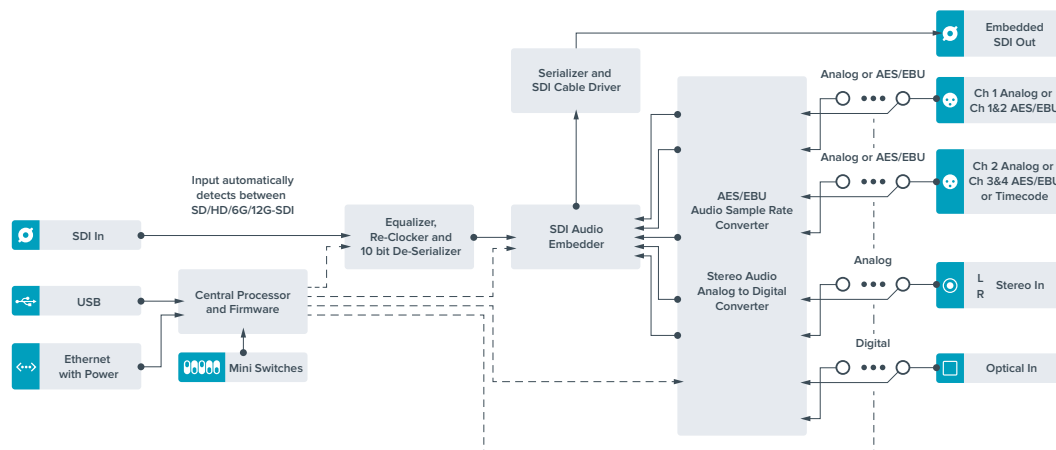 Embedded
SDI Out
Serializer and
SDI Cable Driver
Analog or AES/EBU
Ch 1 Analog or
Ch 1&2 AES/EBU
Analog or AES/EBU
Ch 2 Analog or
Ch 3&4 AES/EBU
or Timecode
Input automatically
detects between
SD/HD/6G/12G-SDI
AES/EBU
Audio Sample Rate
Converter
SDI In
Equalizer,
Re-Clocker and
10 bit De-Serializer
SDI Audio
Embedder
Analog
Stereo Audio
Analog to Digital
Converter
L
R
Stereo In
USB
Central Processor
and Firmware
Ethernet
with Power
Mini Switches
Digital
Optical In